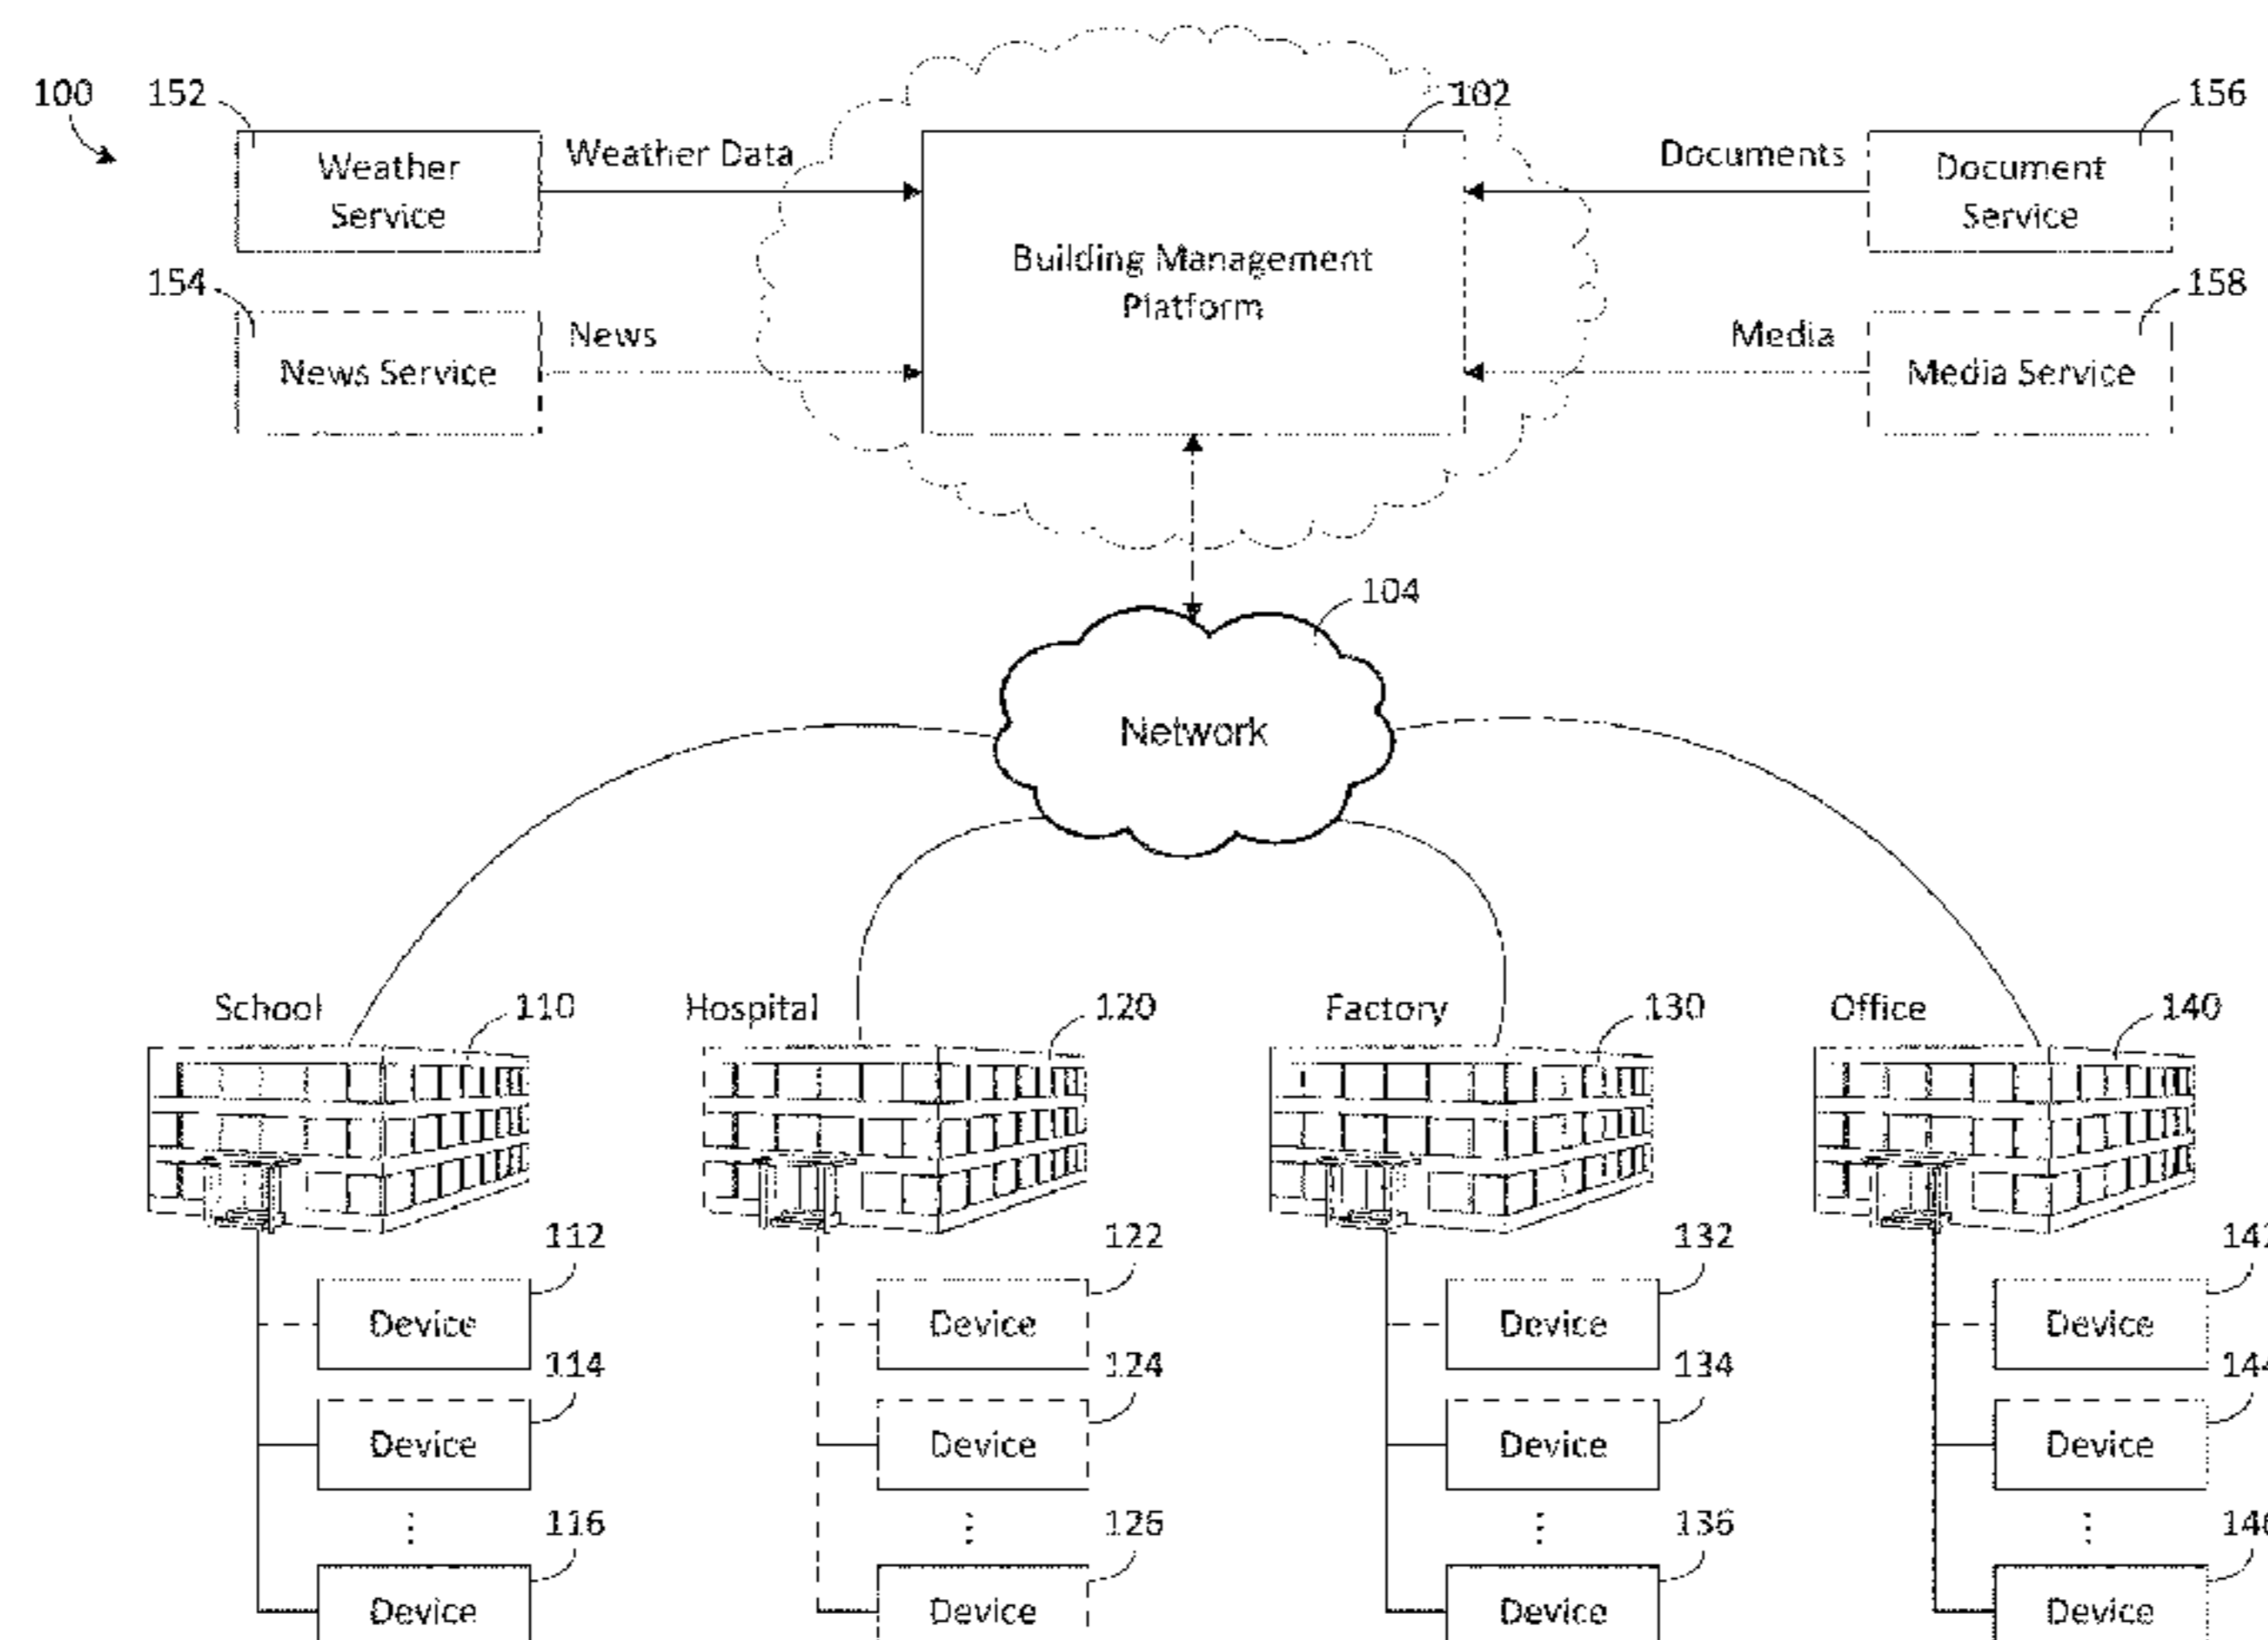 100
152
Weather
Service
Weather Data
102
Building Management
Platform
Documents
156
Document
Service
154
News Service
News
Media
158
Media Service
104
Network
School
110
Hospital
120
Factory
130
Office
140
112
Device
122
Device
132
Device
Device
114
Device
124
Device
134
Device
Device
⋮
116
Device
⋮
126
Device
⋮
136
Device
⋮
Device